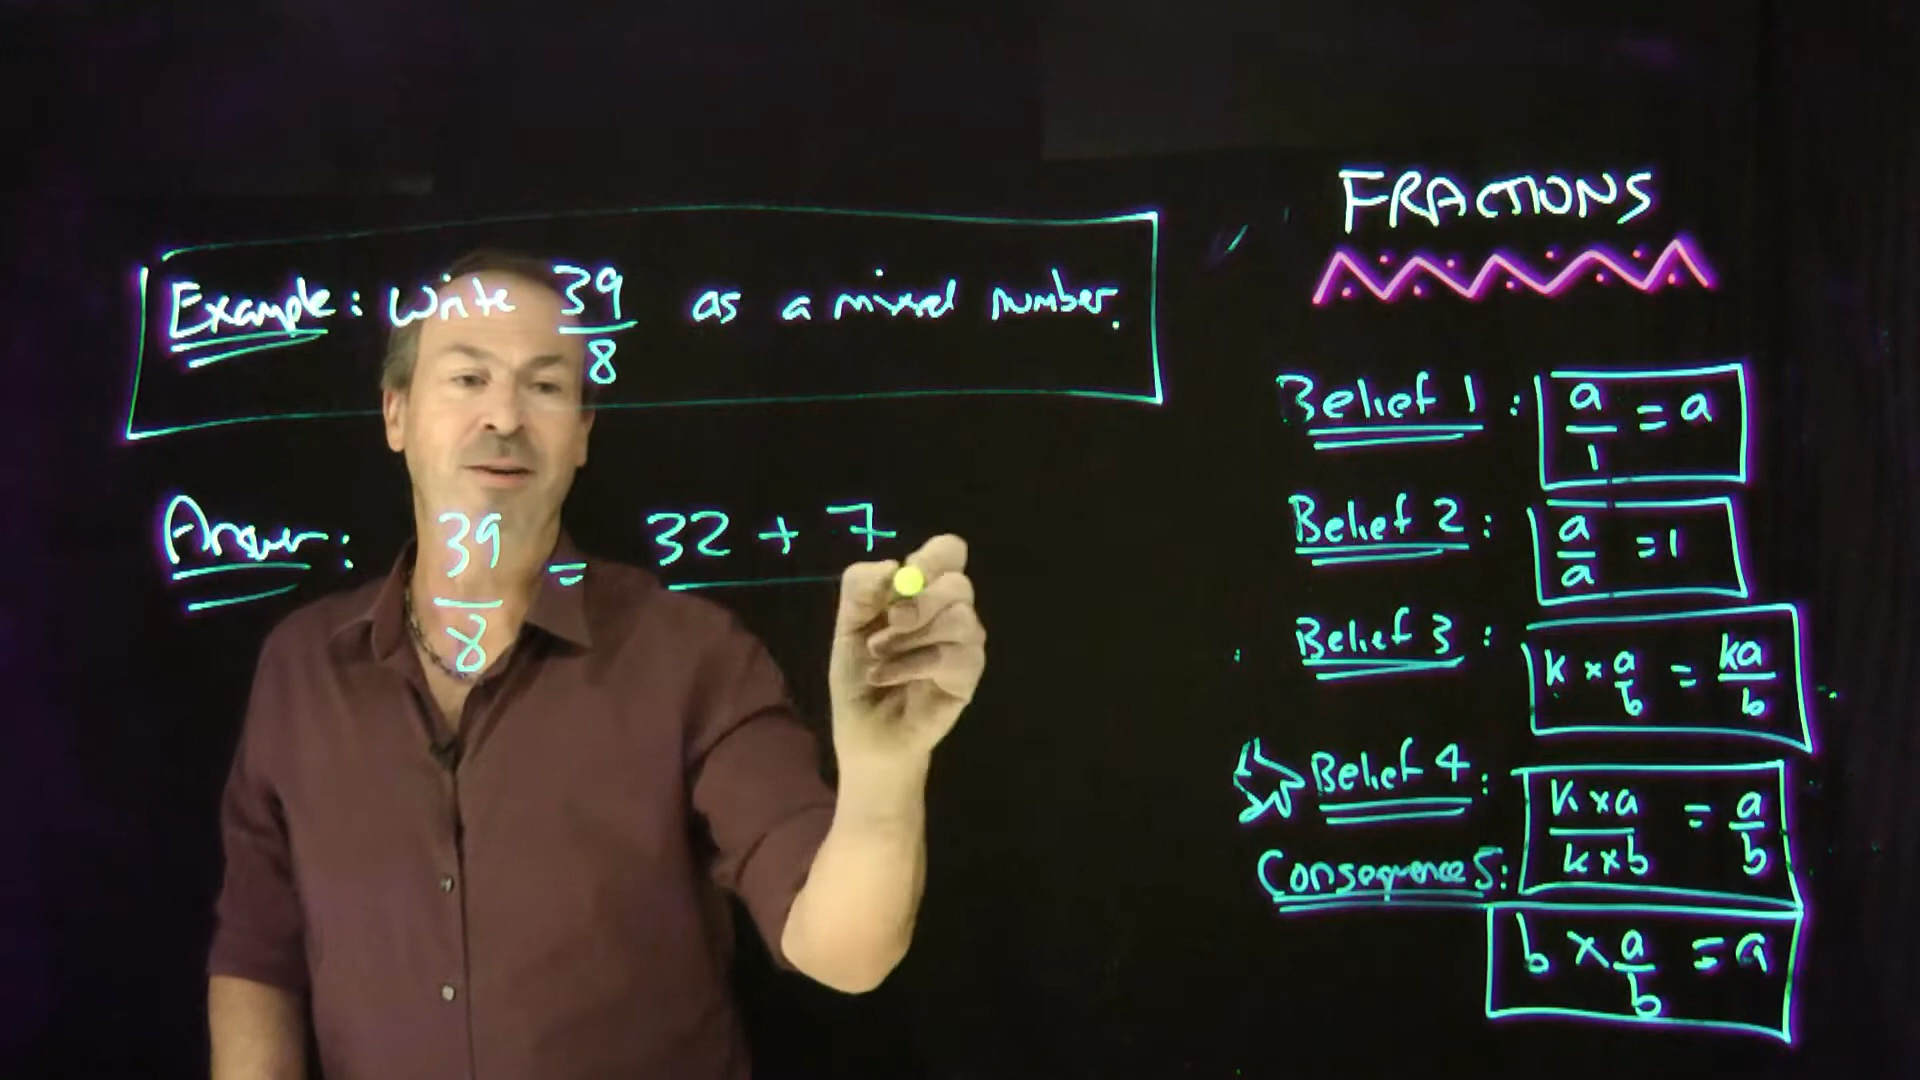 Example: Write 39/8 as a mixed number.
Answer: 39/8 = 32 + 7
FRACTIONS
Belief 1: a/1 = a
Belief 2: a/a = 1
Belief 3: k × a/b = ka/b
Belief 4: k × a/k × b = a/b
Consequence 5:
b × a/b = a